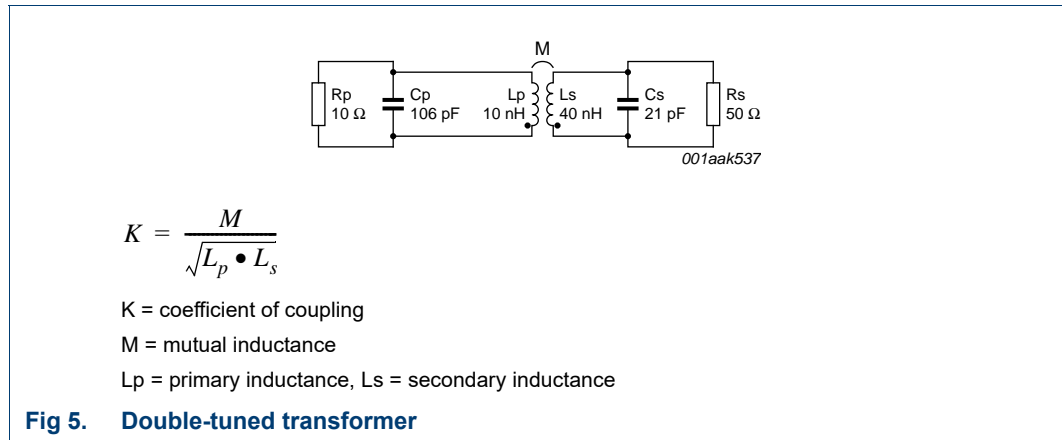 M
Rp
10 Ω
Cp
106 pF
Lp
10 nH
Ls
40 nH
Cs
21 pF
Rs
50 Ω
001aak537
K = M / √Lp • Ls
K = coefficient of coupling
M = mutual inductance
Lp = primary inductance, Ls = secondary inductance
Fig 5. Double-tuned transformer